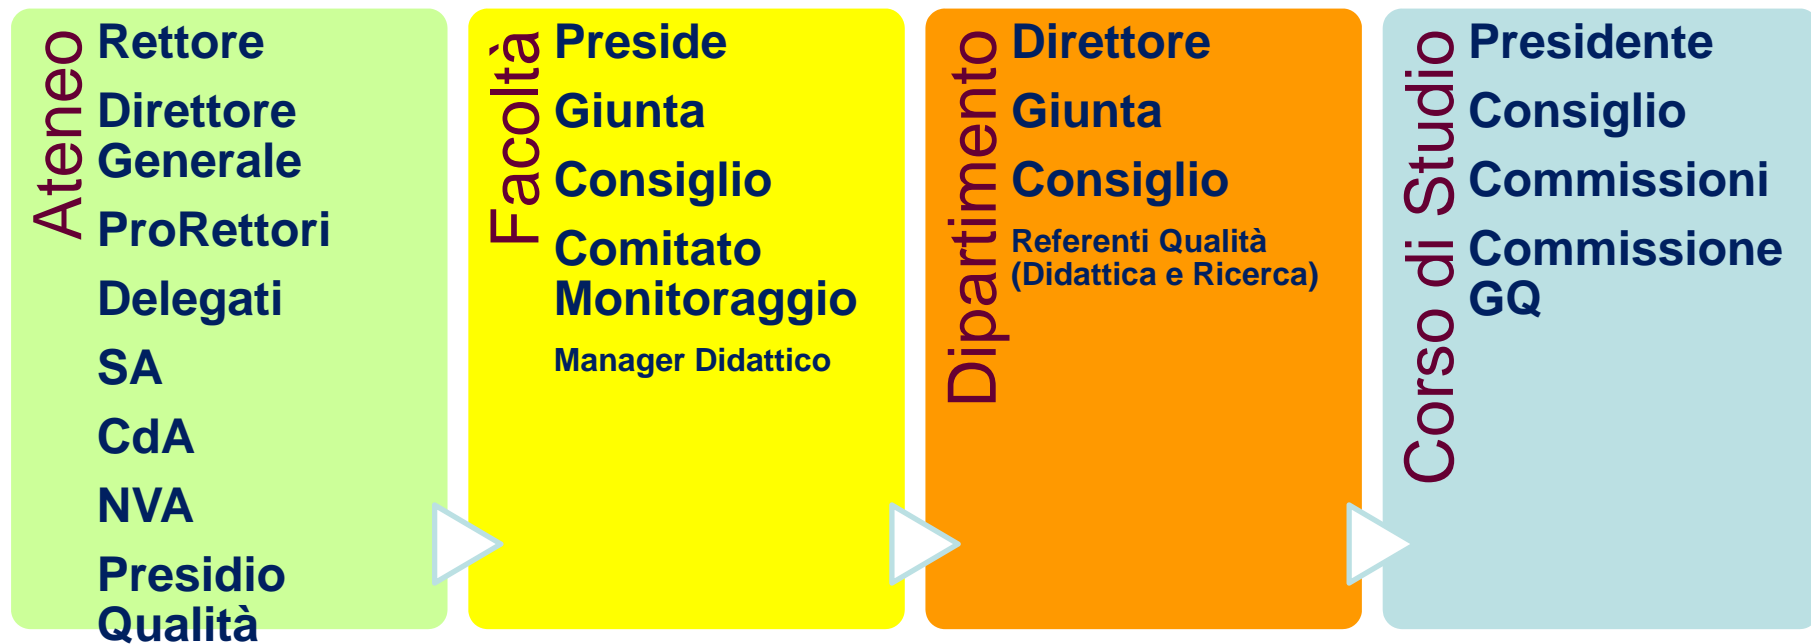 Ateneo
Rettore
Direttore
Generale
ProRettori
Delegati
SA
CdA
NVA
Presidio
Qualità
Facoltà
Preside
Giunta
Consiglio
Comitato
Monitoraggio
Manager Didattico
Dipartimento
Direttore
Giunta
Consiglio
Referenti Qualità
(Didattica e Ricerca)
Corso di Studio
Presidente
Consiglio
Commissioni
Commissione
GQ